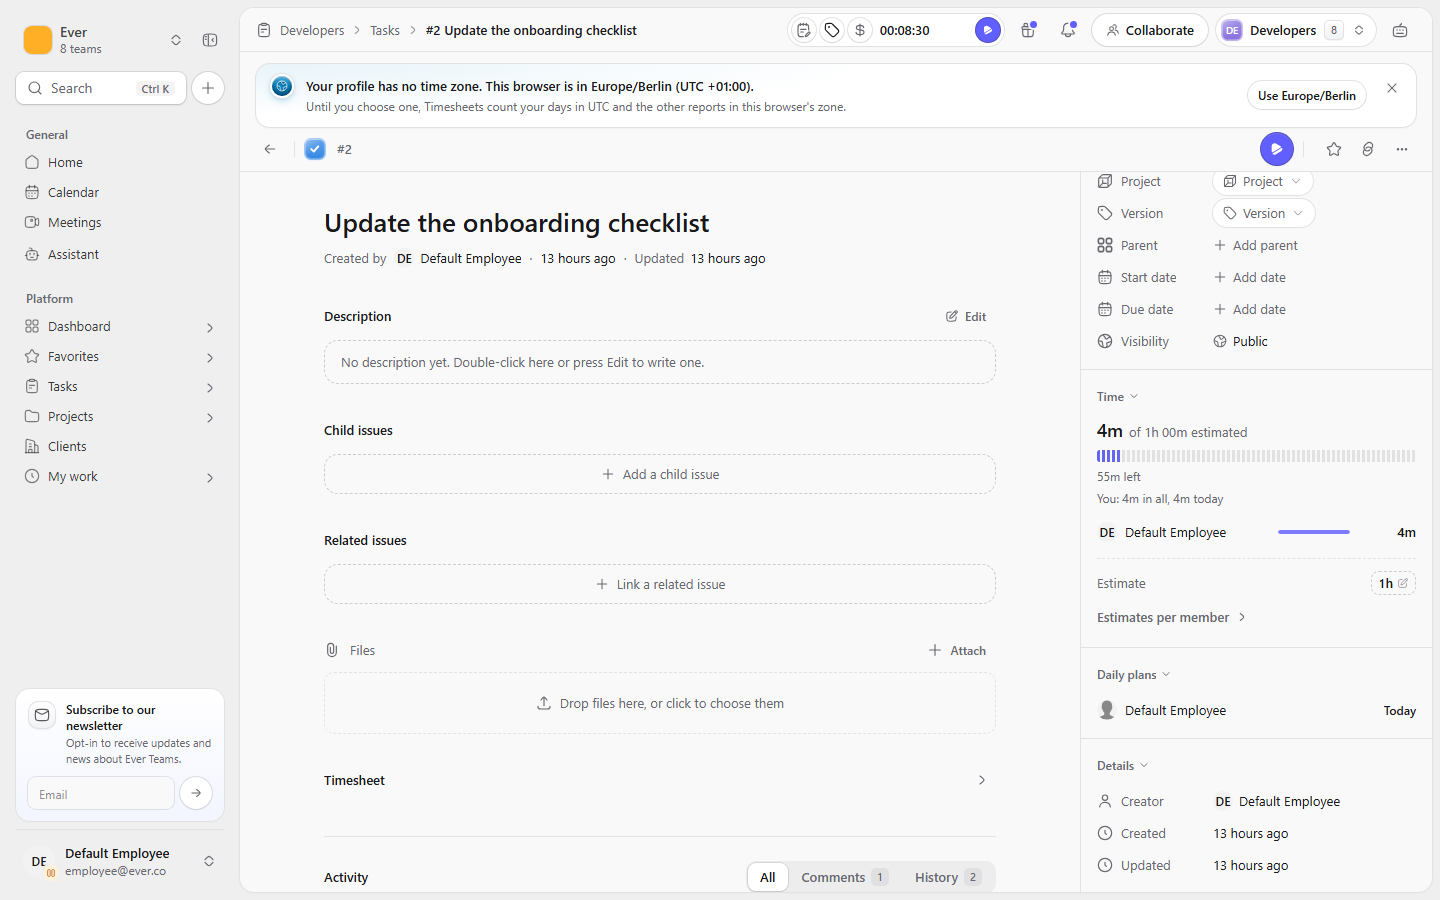 Ever
8 teams
Search
Ctrl K
General
Home
Calendar
Meetings
Assistant
Platform
Dashboard
Favorites
Tasks
Projects
Clients
My work
Subscribe to our newsletter
Opt-in to receive updates and news about Ever Teams.
Email
DE
Default Employee
employee@ever.co
Developers
Tasks
#2 Update the onboarding checklist
00:08:30
Collaborate
DE
Developers
8
Your profile has no time zone. This browser is in Europe/Berlin (UTC +01:00).
Until you choose one, Timesheets count your days in UTC and the other reports in this browser's zone.
Use Europe/Berlin
#2
Update the onboarding checklist
Created by DE Default Employee · 13 hours ago · Updated 13 hours ago
Description
Edit
No description yet. Double-click here or press Edit to write one.
Child issues
Add a child issue
Related issues
Link a related issue
Files
Attach
Drop files here, or click to choose them
Timesheet
Activity
All
Comments 1
History 2
Project
Project
Version
Version
Parent
Add parent
Start date
Add date
Due date
Add date
Visibility
Public
Time
4m of 1h 00m estimated
55m left
You: 4m in all, 4m today
DE Default Employee
4m
Estimate
1h
Estimates per member
Daily plans
Default Employee
Today
Details
Creator
DE Default Employee
Created
13 hours ago
Updated
13 hours ago